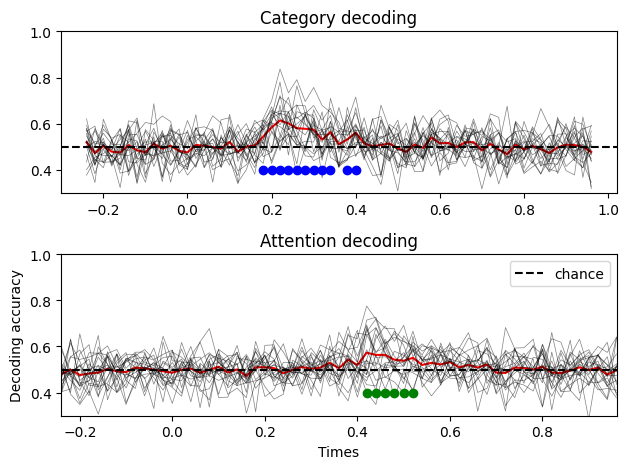 Category decoding
1.0
0.8
0.6
0.4
−0.2 0.0 0.2 0.4 0.6 0.8 1.0
Attention decoding
1.0
chance
0.8
0.6
0.4
Decoding accuracy
−0.2 0.0 0.2 0.4 0.6 0.8
Times